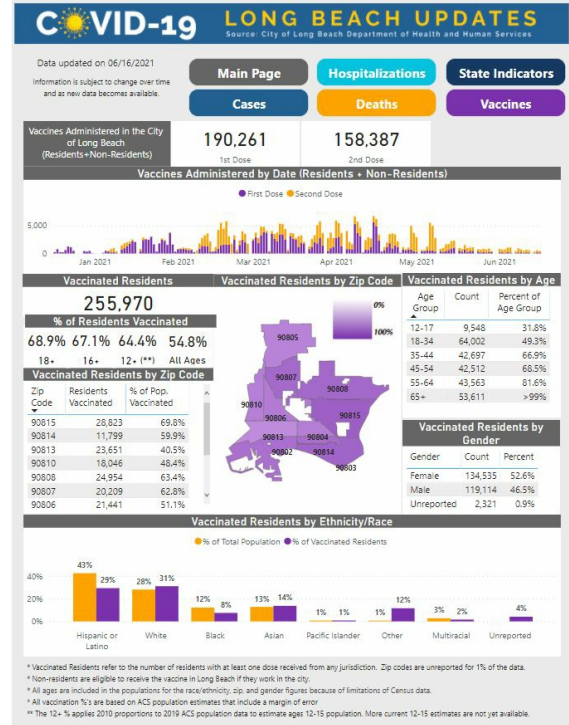 COVID-19 LONG BEACH UPDATES
Source: City of Long Beach Department of Health and Human Services
Data updated on 06/16/2021
Information is subject to change over time
and as new data becomes available.
Main Page
Hospitalizations
State Indicators
Cases
Deaths
Vaccines
Vaccines Administered in the City
of Long Beach
(Residents+Non-Residents)
190,261
1st Dose
158,387
2nd Dose
Vaccines Administered by Date (Residents + Non-Residents)
First Dose Second Dose
5,000
0
Jan 2021 Feb 2021 Mar 2021 Apr 2021 May 2021 Jun 2021
Vaccinated Residents
255,970
% of Residents Vaccinated
68.9% 67.1% 64.4% 54.8%
18+ 16+ 12+ (**) All Ages
Vaccinated Residents by Zip Code
Zip Code Residents Vaccinated % of Pop. Vaccinated
90815 28,823 69.8%
90814 11,799 59.9%
90813 23,651 40.5%
90810 18,046 48.4%
90808 24,954 63.4%
90807 20,209 62.8%
90806 21,441 51.1%
Vaccinated Residents by Zip Code
0%
100%
90805
90807
90808
90810
90806
90815
90813
90804
90802
90814
90803
Vaccinated Residents by Age
Age Group Count Percent of Age Group
12-17 9,548 31.8%
18-34 64,002 49.3%
35-44 42,697 66.9%
45-54 42,512 68.5%
55-64 43,563 81.6%
65+ 53,611 >99%
Vaccinated Residents by
Gender
Gender Count Percent
Female 134,535 52.6%
Male 119,114 46.5%
Unreported 2,321 0.9%
Vaccinated Residents by Ethnicity/Race
% of Total Population % of Vaccinated Residents
40%
20%
0%
43% 29% 28% 31% 12% 8% 13% 14% 1% 1% 1% 12% 3% 2% 4%
Hispanic or Latino White Black Asian Pacific Islander Other Multiracial Unreported
* Vaccinated Residents refer to the number of residents with at least one dose received from any jurisdiction. Zip codes are unreported for 1% of the data.
* Non-residents are eligible to receive the vaccine in Long Beach if they work in the city.
* All ages are included in the populations for the race/ethnicity, zip, and gender figures because of limitations of Census data.
* All vaccination %'s are based on ACS population estimates that include a margin of error
** The 12+ % applies 2010 proportions to 2019 ACS population data to estimate ages 12-15 population. More current 12-15 estimates are not yet available.